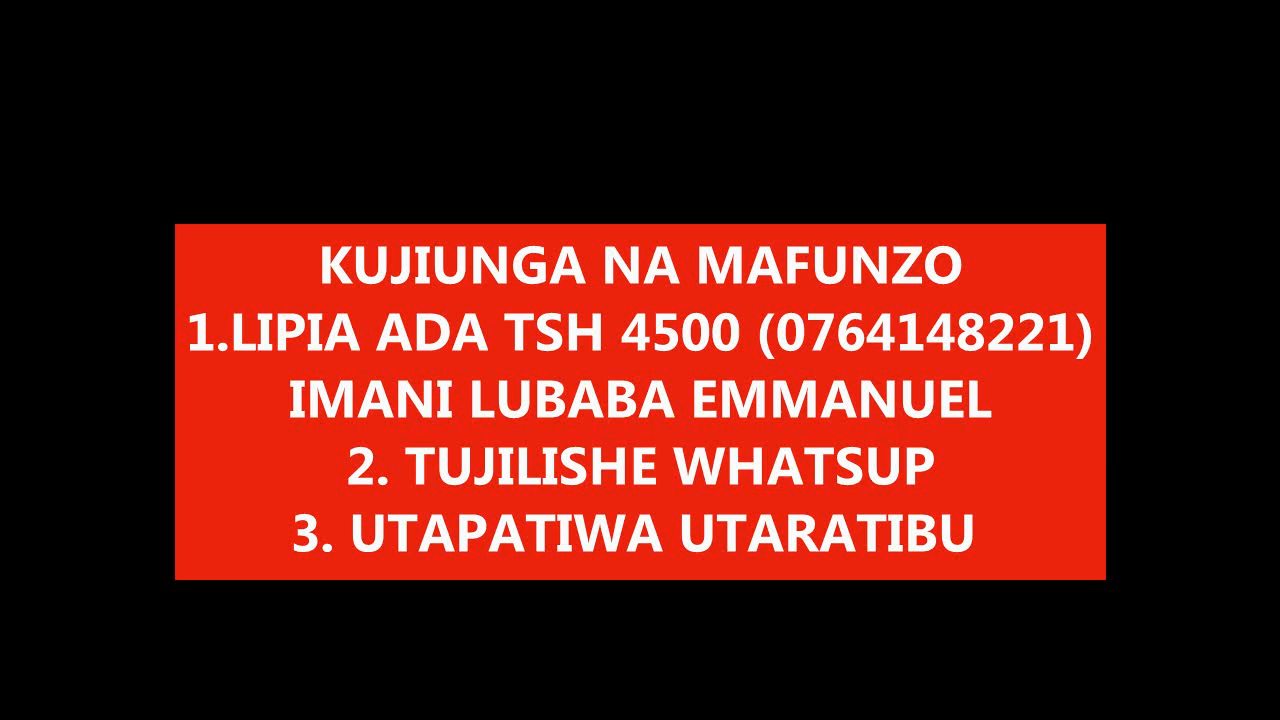 KUJIUNGA NA MAFUNZO
1.LIPIA ADA TSH 4500 (0764148221)
IMANI LUBABA EMMANUEL
2. TUJILISHE WHATSUP
3. UTAPATIWA UTARATIBU